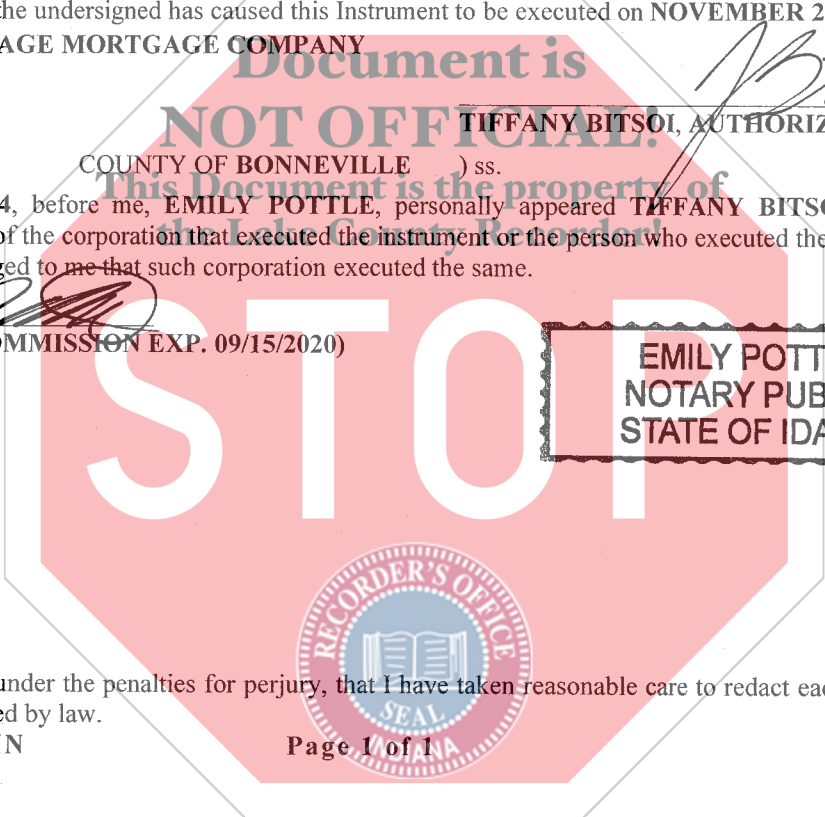 the undersigned has caused this Instrument to be executed on NOVEMBER 2
AGE MORTGAGE COMPANY
Document is
NOT OFFICIAL!
TIFFANY BITSOI, AUTHORIZ
COUNTY OF BONNEVILLE ) ss.
This Document is the property of
4, before me, EMILY POTTLE, personally appeared TIFFANY BITSO
the Lake County Recorder!
of the corporation that executed the instrument or the person who executed the
ged to me that such corporation executed the same.
OMMISSION EXP. 09/15/2020)
STOP
EMILY POTT
NOTARY PUB
STATE OF IDA
RECORDER'S OFFICE
SEAL
INDIANA
under the penalties for perjury, that I have taken reasonable care to redact eac
ed by law.
IN
Page 1 of 1